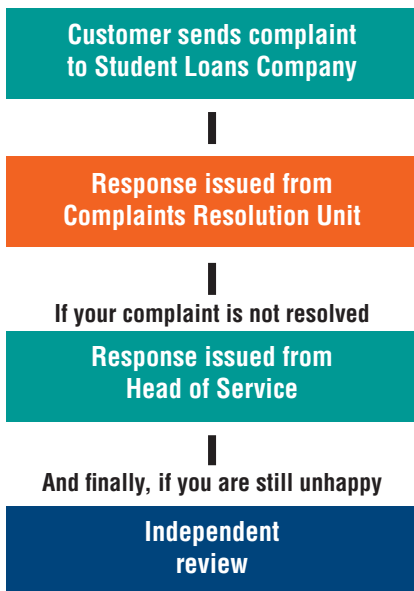 Customer sends complaint
to Student Loans Company
Response issued from
Complaints Resolution Unit
If your complaint is not resolved
Response issued from
Head of Service
And finally, if you are still unhappy
Independent
review